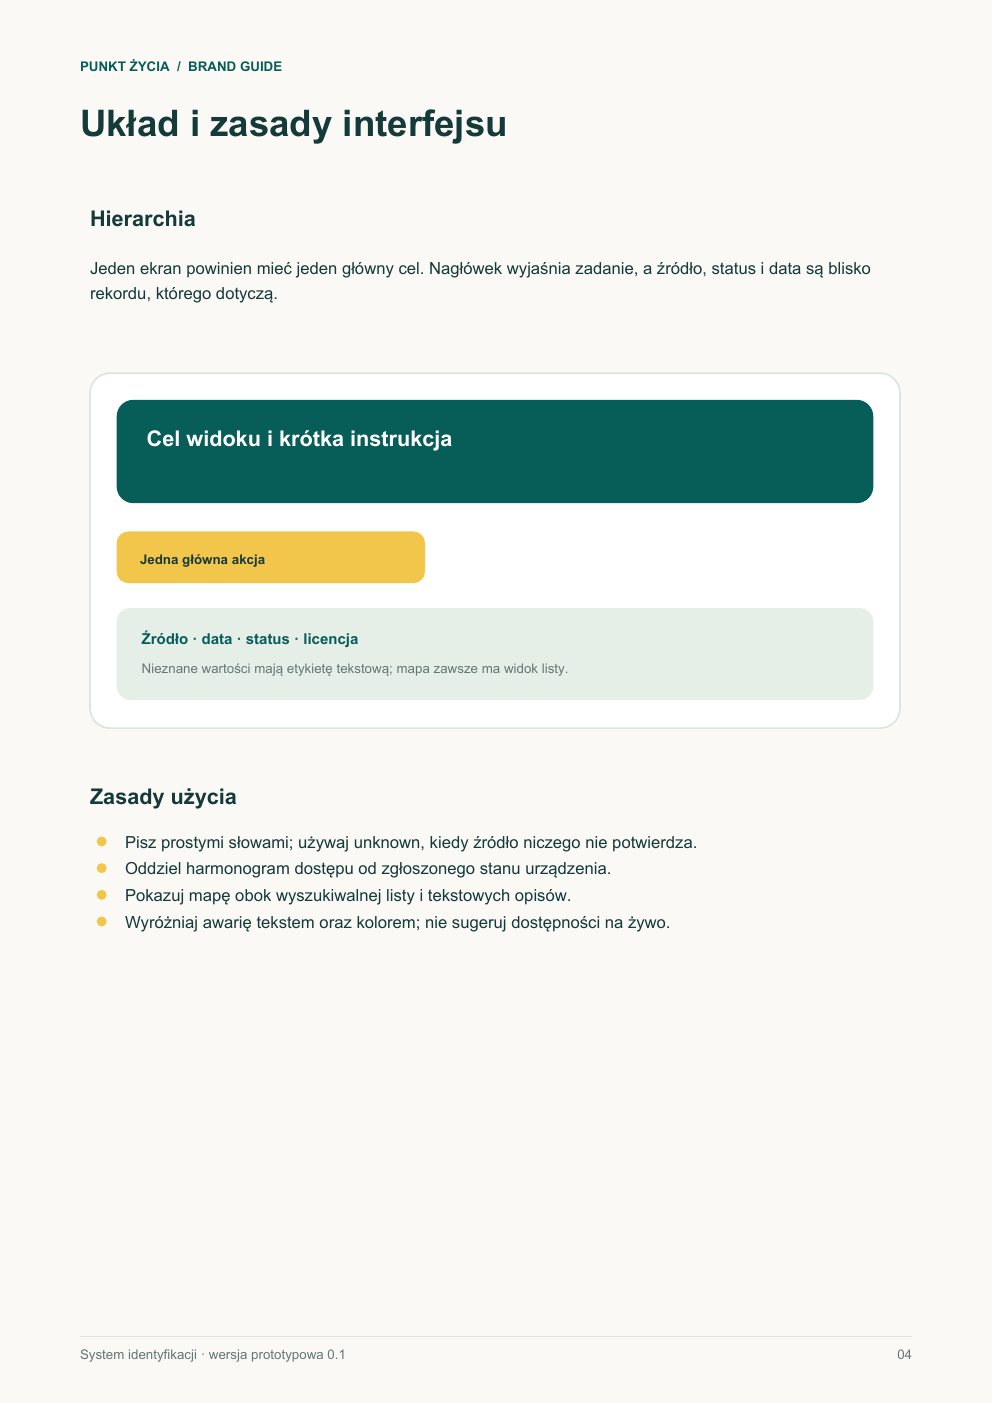 PUNKT ŻYCIA / BRAND GUIDE
Układ i zasady interfejsu
Hierarchia
Jeden ekran powinien mieć jeden główny cel. Nagłówek wyjaśnia zadanie, a źródło, status i data są blisko
rekordu, którego dotyczą.
Cel widoku i krótka instrukcja
Jedna główna akcja
Źródło · data · status · licencja
Nieznane wartości mają etykietę tekstową; mapa zawsze ma widok listy.
Zasady użycia
Pisz prostymi słowami; używaj unknown, kiedy źródło niczego nie potwierdza.
Oddziel harmonogram dostępu od zgłoszonego stanu urządzenia.
Pokazuj mapę obok wyszukiwalnej listy i tekstowych opisów.
Wyróżniaj awarię tekstem oraz kolorem; nie sugeruj dostępności na żywo.
System identyfikacji · wersja prototypowa 0.1
04